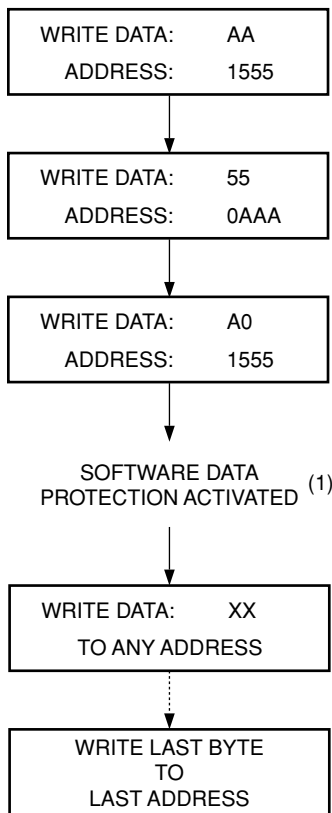 WRITE DATA: AA
ADDRESS: 1555
WRITE DATA: 55
ADDRESS: 0AAA
WRITE DATA: A0
ADDRESS: 1555
SOFTWARE DATA
PROTECTION ACTIVATED (1)
WRITE DATA: XX
TO ANY ADDRESS
WRITE LAST BYTE
TO
LAST ADDRESS